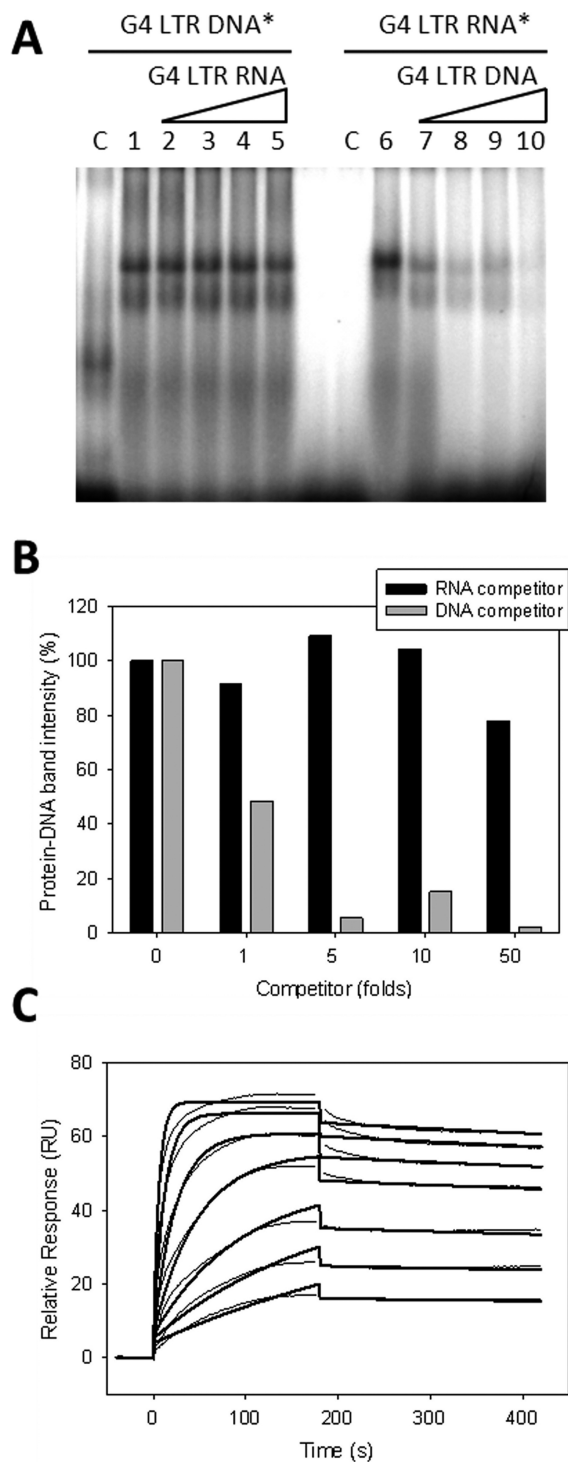 A
G4 LTR DNA* G4 LTR RNA*
G4 LTR RNA G4 LTR DNA
C 1 2 3 4 5 C 6 7 8 9 10
B
RNA competitor
DNA competitor
Protein-DNA band intensity (%)
120
100
80
60
40
20
0
0 1 5 10 50
Competitor (folds)
C
Relative Response (RU)
80
60
40
20
0
0 100 200 300 400
Time (s)